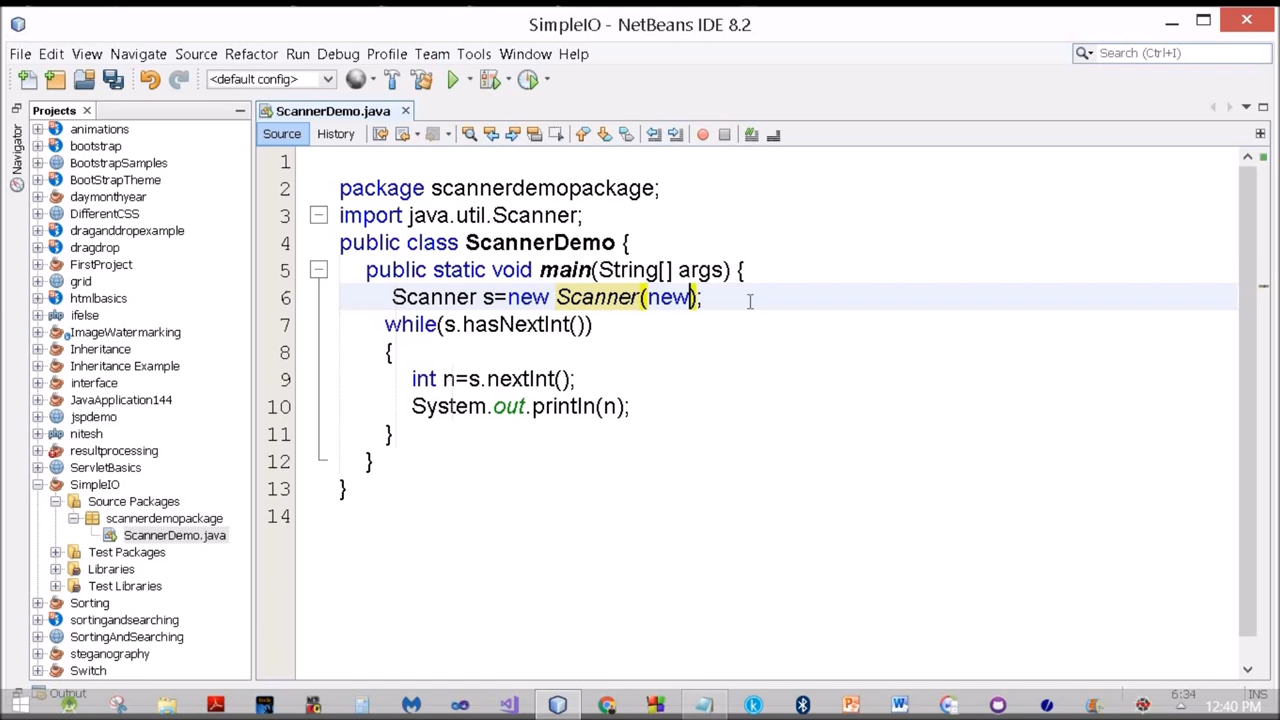 SimpleIO - NetBeans IDE 8.2
File Edit View Navigate Source Refactor Run Debug Profile Team Tools Window Help
Search (Ctrl+I)
<default config>
Projects
ScannerDemo.java
Navigator
Source History
animations
bootstrap
BootstrapSamples
BootStrapTheme
daymonthyear
DifferentCSS
draganddropexample
dragdrop
FirstProject
grid
htmlbasics
ifelse
ImageWatermarking
Inheritance
Inheritance Example
interface
JavaApplication144
jspdemo
nitesh
resultprocessing
ServletBasics
SimpleIO
Source Packages
scannerdemopackage
ScannerDemo.java
Test Packages
Libraries
Test Libraries
Sorting
sortingandsearching
SortingAndSearching
steganography
Switch
1
2 package scannerdemopackage;
3 import java.util.Scanner;
4 public class ScannerDemo {
5 public static void main(String[] args) {
6 Scanner s=new Scanner(new);
7 while(s.hasNextInt())
8 {
9 int n=s.nextInt();
10 System.out.println(n);
11 }
12 }
13 }
14
Output
6:34 INS
12:40 PM